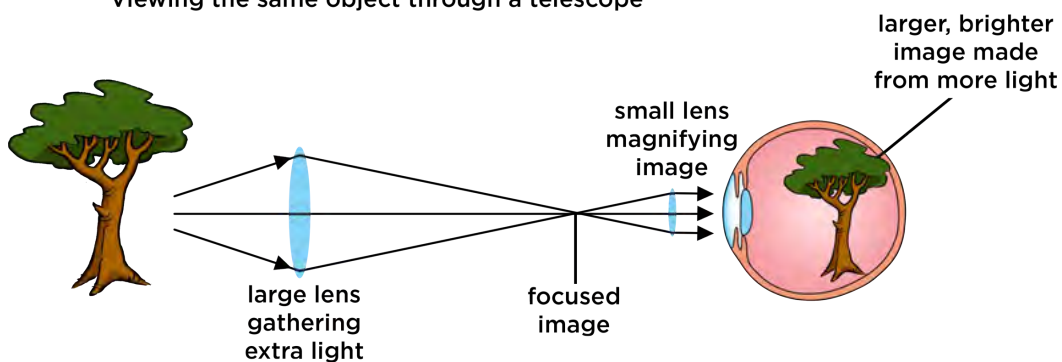 Viewing the same object through a telescope
larger, brighter
image made
from more light
small lens
magnifying
image
large lens
gathering
extra light
focused
image